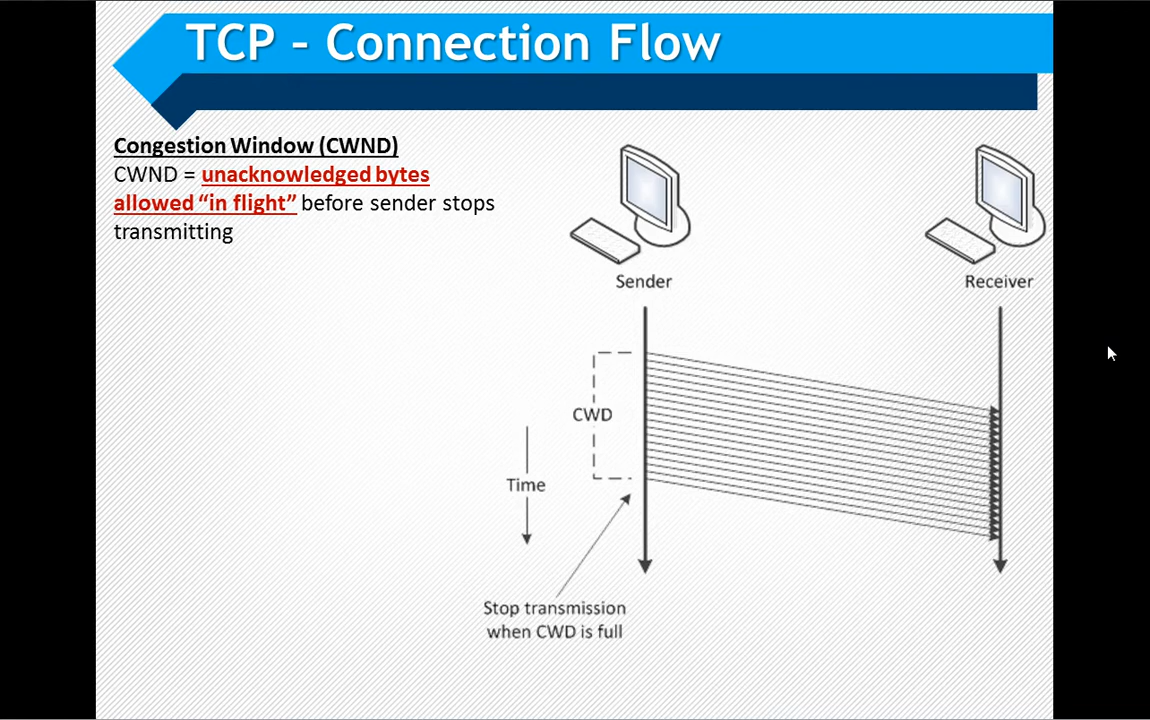 TCP – Connection Flow
Congestion Window (CWND)
CWND = unacknowledged bytes
allowed “in flight” before sender stops
transmitting
Sender
Receiver
CWD
Time
Stop transmission
when CWD is full